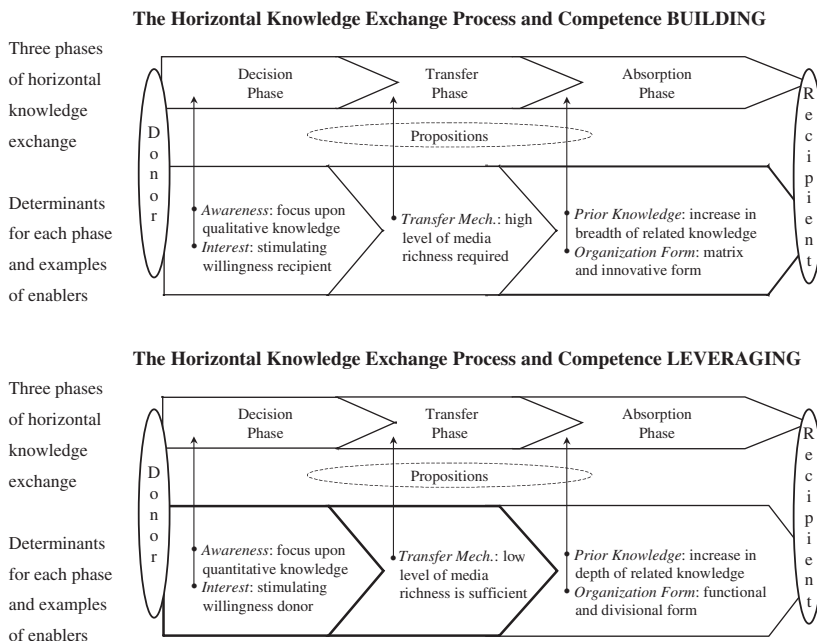 The Horizontal Knowledge Exchange Process and Competence BUILDING
Three phases
of horizontal
knowledge
exchange
Donor
Decision
Phase
Transfer
Phase
Absorption
Phase
Recipient
Propositions
Determinants
for each phase
and examples
of enablers
Awareness: focus upon
qualitative knowledge
Interest: stimulating
willingness recipient
Transfer Mech.: high
level of media
richness required
Prior Knowledge: increase in
breadth of related knowledge
Organization Form: matrix
and innovative form
The Horizontal Knowledge Exchange Process and Competence LEVERAGING
Three phases
of horizontal
knowledge
exchange
Donor
Decision
Phase
Transfer
Phase
Absorption
Phase
Recipient
Propositions
Determinants
for each phase
and examples
of enablers
Awareness: focus upon
quantitative knowledge
Interest: stimulating
willingness donor
Transfer Mech.: low
level of media
richness is sufficient
Prior Knowledge: increase in
depth of related knowledge
Organization Form: functional
and divisional form